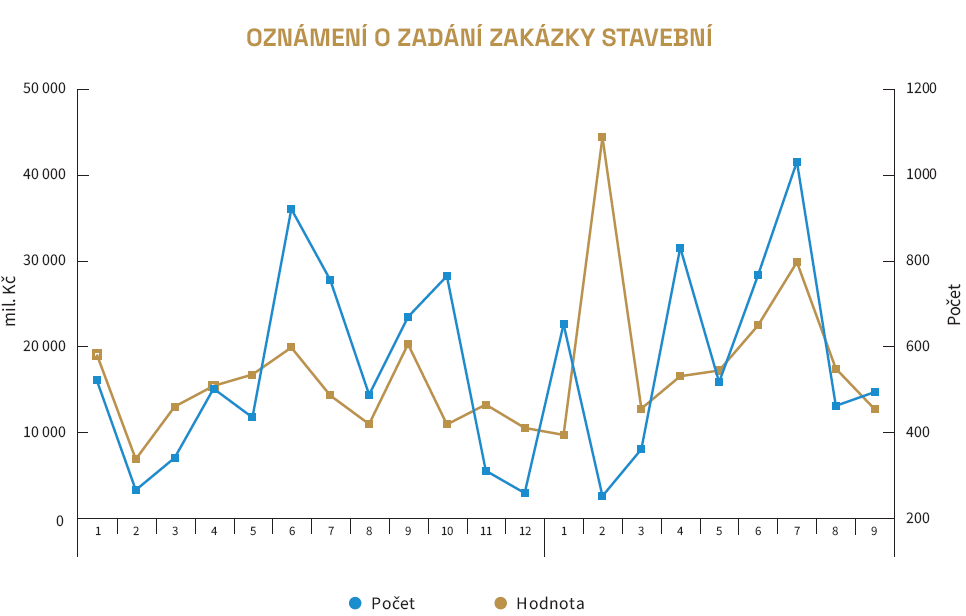 OZNÁMENÍ O ZADÁNÍ ZAKÁZKY STAVEBNÍ
50 000
1200
40 000
1000
30 000
800
mil. Kč
Počet
20 000
600
10 000
400
0
200
1 2 3 4 5 6 7 8 9 10 11 12 1 2 3 4 5 6 7 8 9
Počet
Hodnota